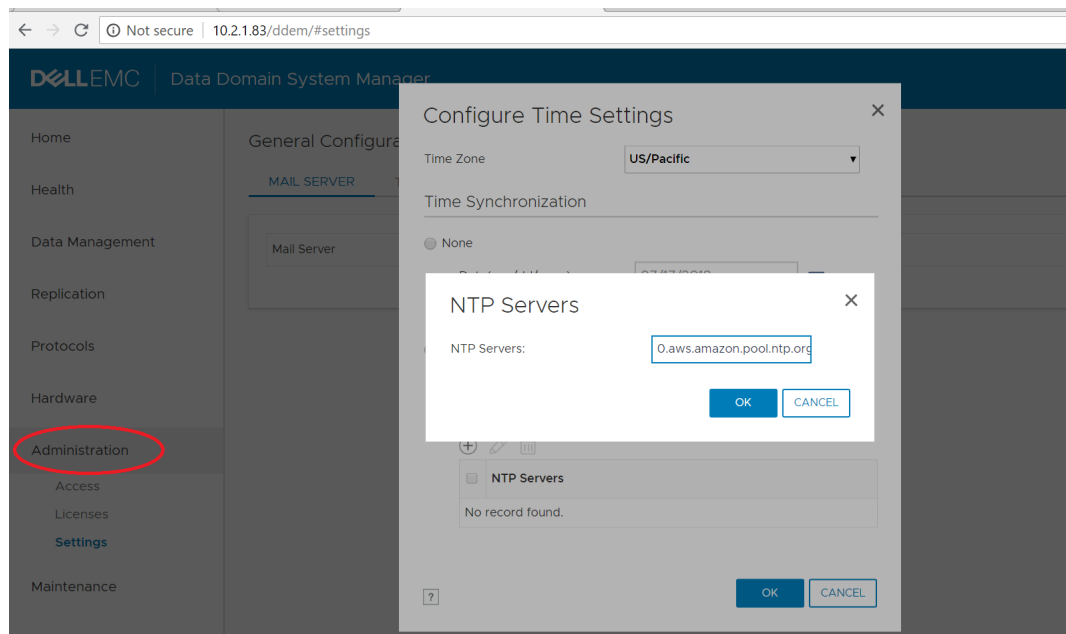 Not secure | 10.2.1.83/ddem/#settings
DELLEMC Data Domain System Manager
Home
Health
Data Management
Replication
Protocols
Hardware
Administration
Access
Licenses
Settings
Maintenance
General Configura
MAIL SERVER
Mail Server
Configure Time Settings
Time Zone US/Pacific
Time Synchronization
None
NTP Servers
NTP Servers: 0.aws.amazon.pool.ntp.org
OK CANCEL
NTP Servers
No record found.
? OK CANCEL